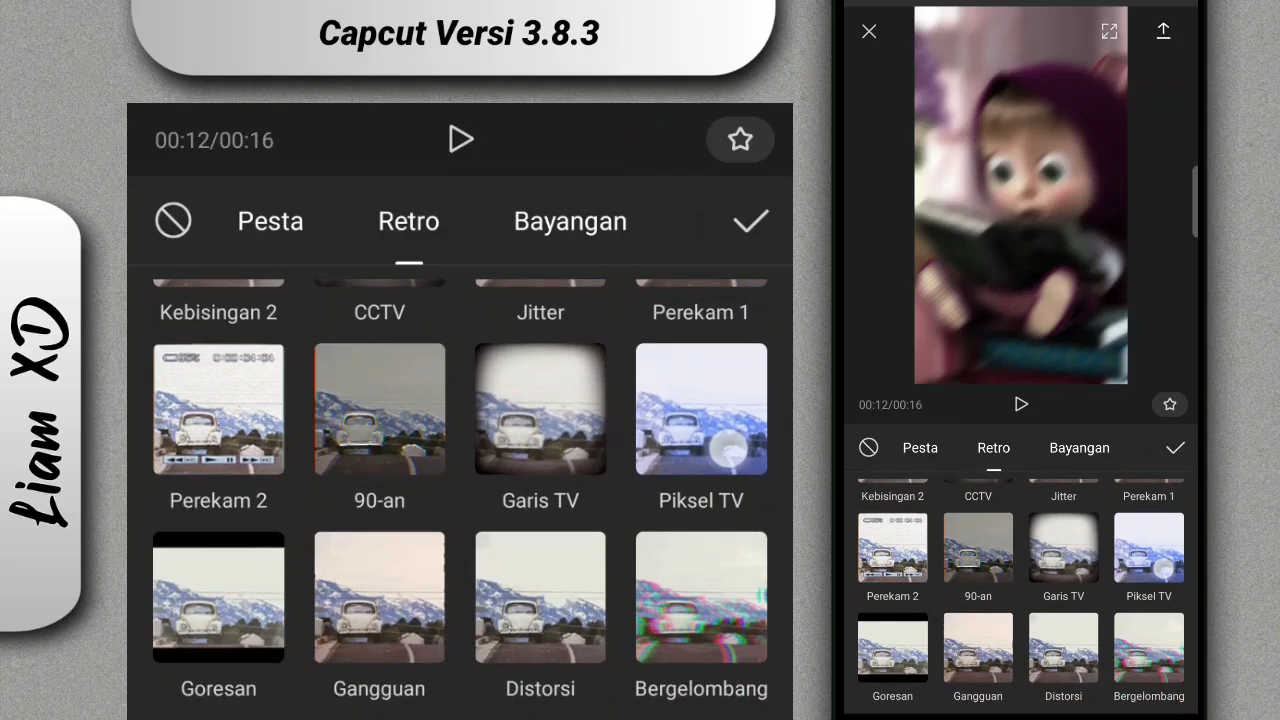 Capcut Versi 3.8.3
Liam XD
00:12/00:16
Pesta Retro Bayangan
Kebisingan 2 CCTV Jitter Perekam 1
Perekam 2 90-an Garis TV Piksel TV
Goresan Gangguan Distorsi Bergelombang
00:12/00:16
Pesta Retro Bayangan
Kebisingan 2 CCTV Jitter Perekam 1
Perekam 2 90-an Garis TV Piksel TV
Goresan Gangguan Distorsi Bergelombang